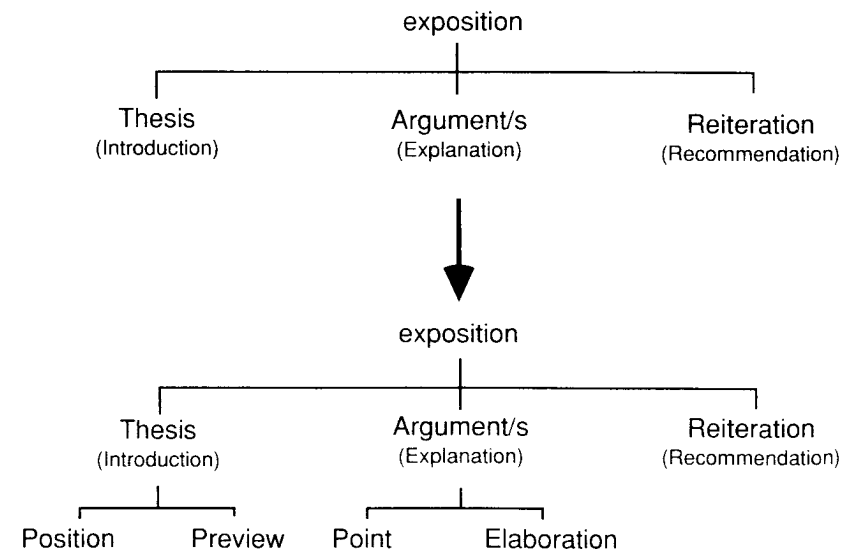 exposition
Thesis Argument/s Reiteration
(Introduction) (Explanation) (Recommendation)
exposition
Thesis Argument/s Reiteration
(Introduction) (Explanation) (Recommendation)
Position Preview Point Elaboration